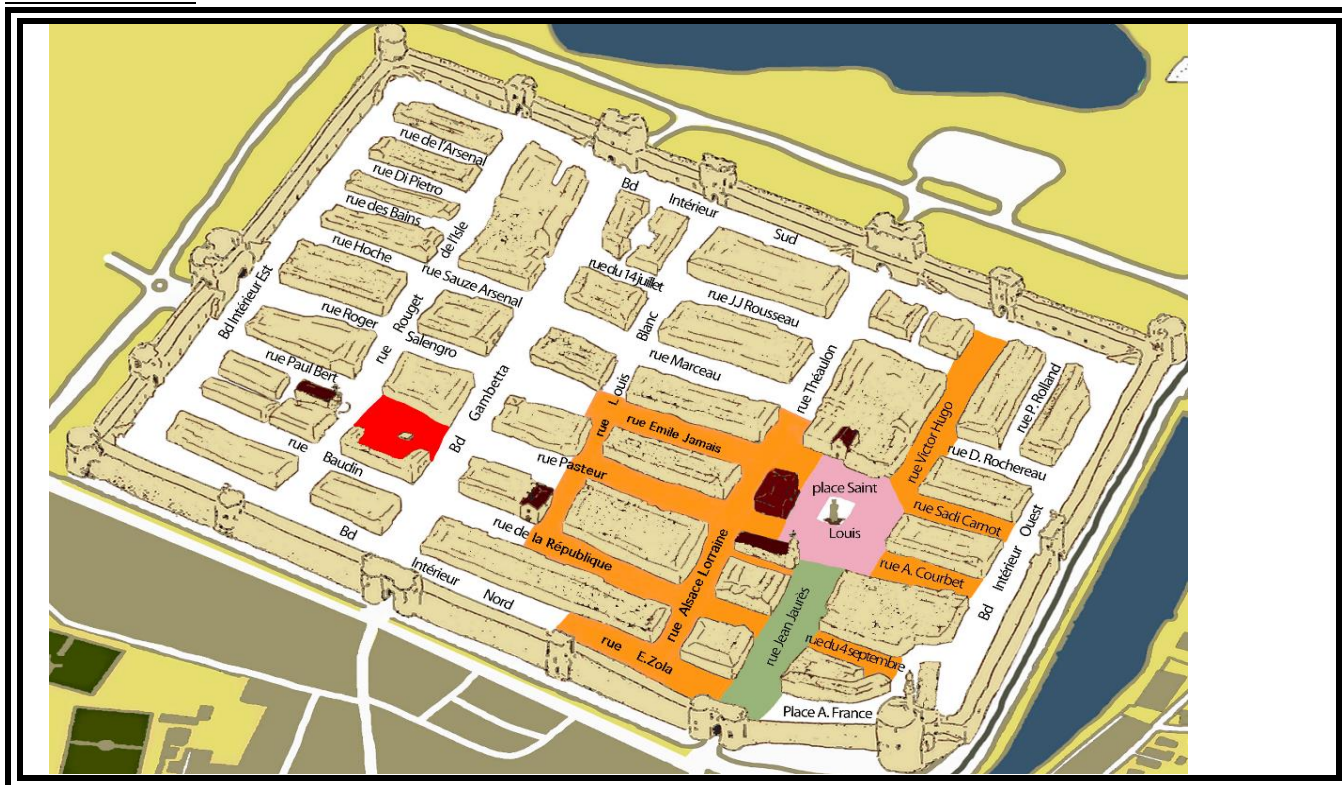 rue de l'Arsenal
rue Di Pietro
rue des Bains
rue Hoche
rue Rouget de l'Isle
rue Sauze Arsenal
Bd Intérieur Sud
rue du 14 juillet
rue JJ Rousseau
Bd Intérieur Est
rue Roger Salengro
rue Paul Bert
rue Baudin
Bd Gambetta
rue Louis Blanc
rue Marceau
rue Théaulon
rue Emile Jamais
rue Pasteur
rue de la République
rue Victor Hugo
rue P. Rolland
rue D. Rochereau
place Saint
Louis
rue Sadi Carnot
rue A. Courbet
Bd Intérieur Ouest
rue Alsace Lorraine
rue Jean Jaurès
rue du 4 septembre
Bd Intérieur Nord
rue E.Zola
Place A. France